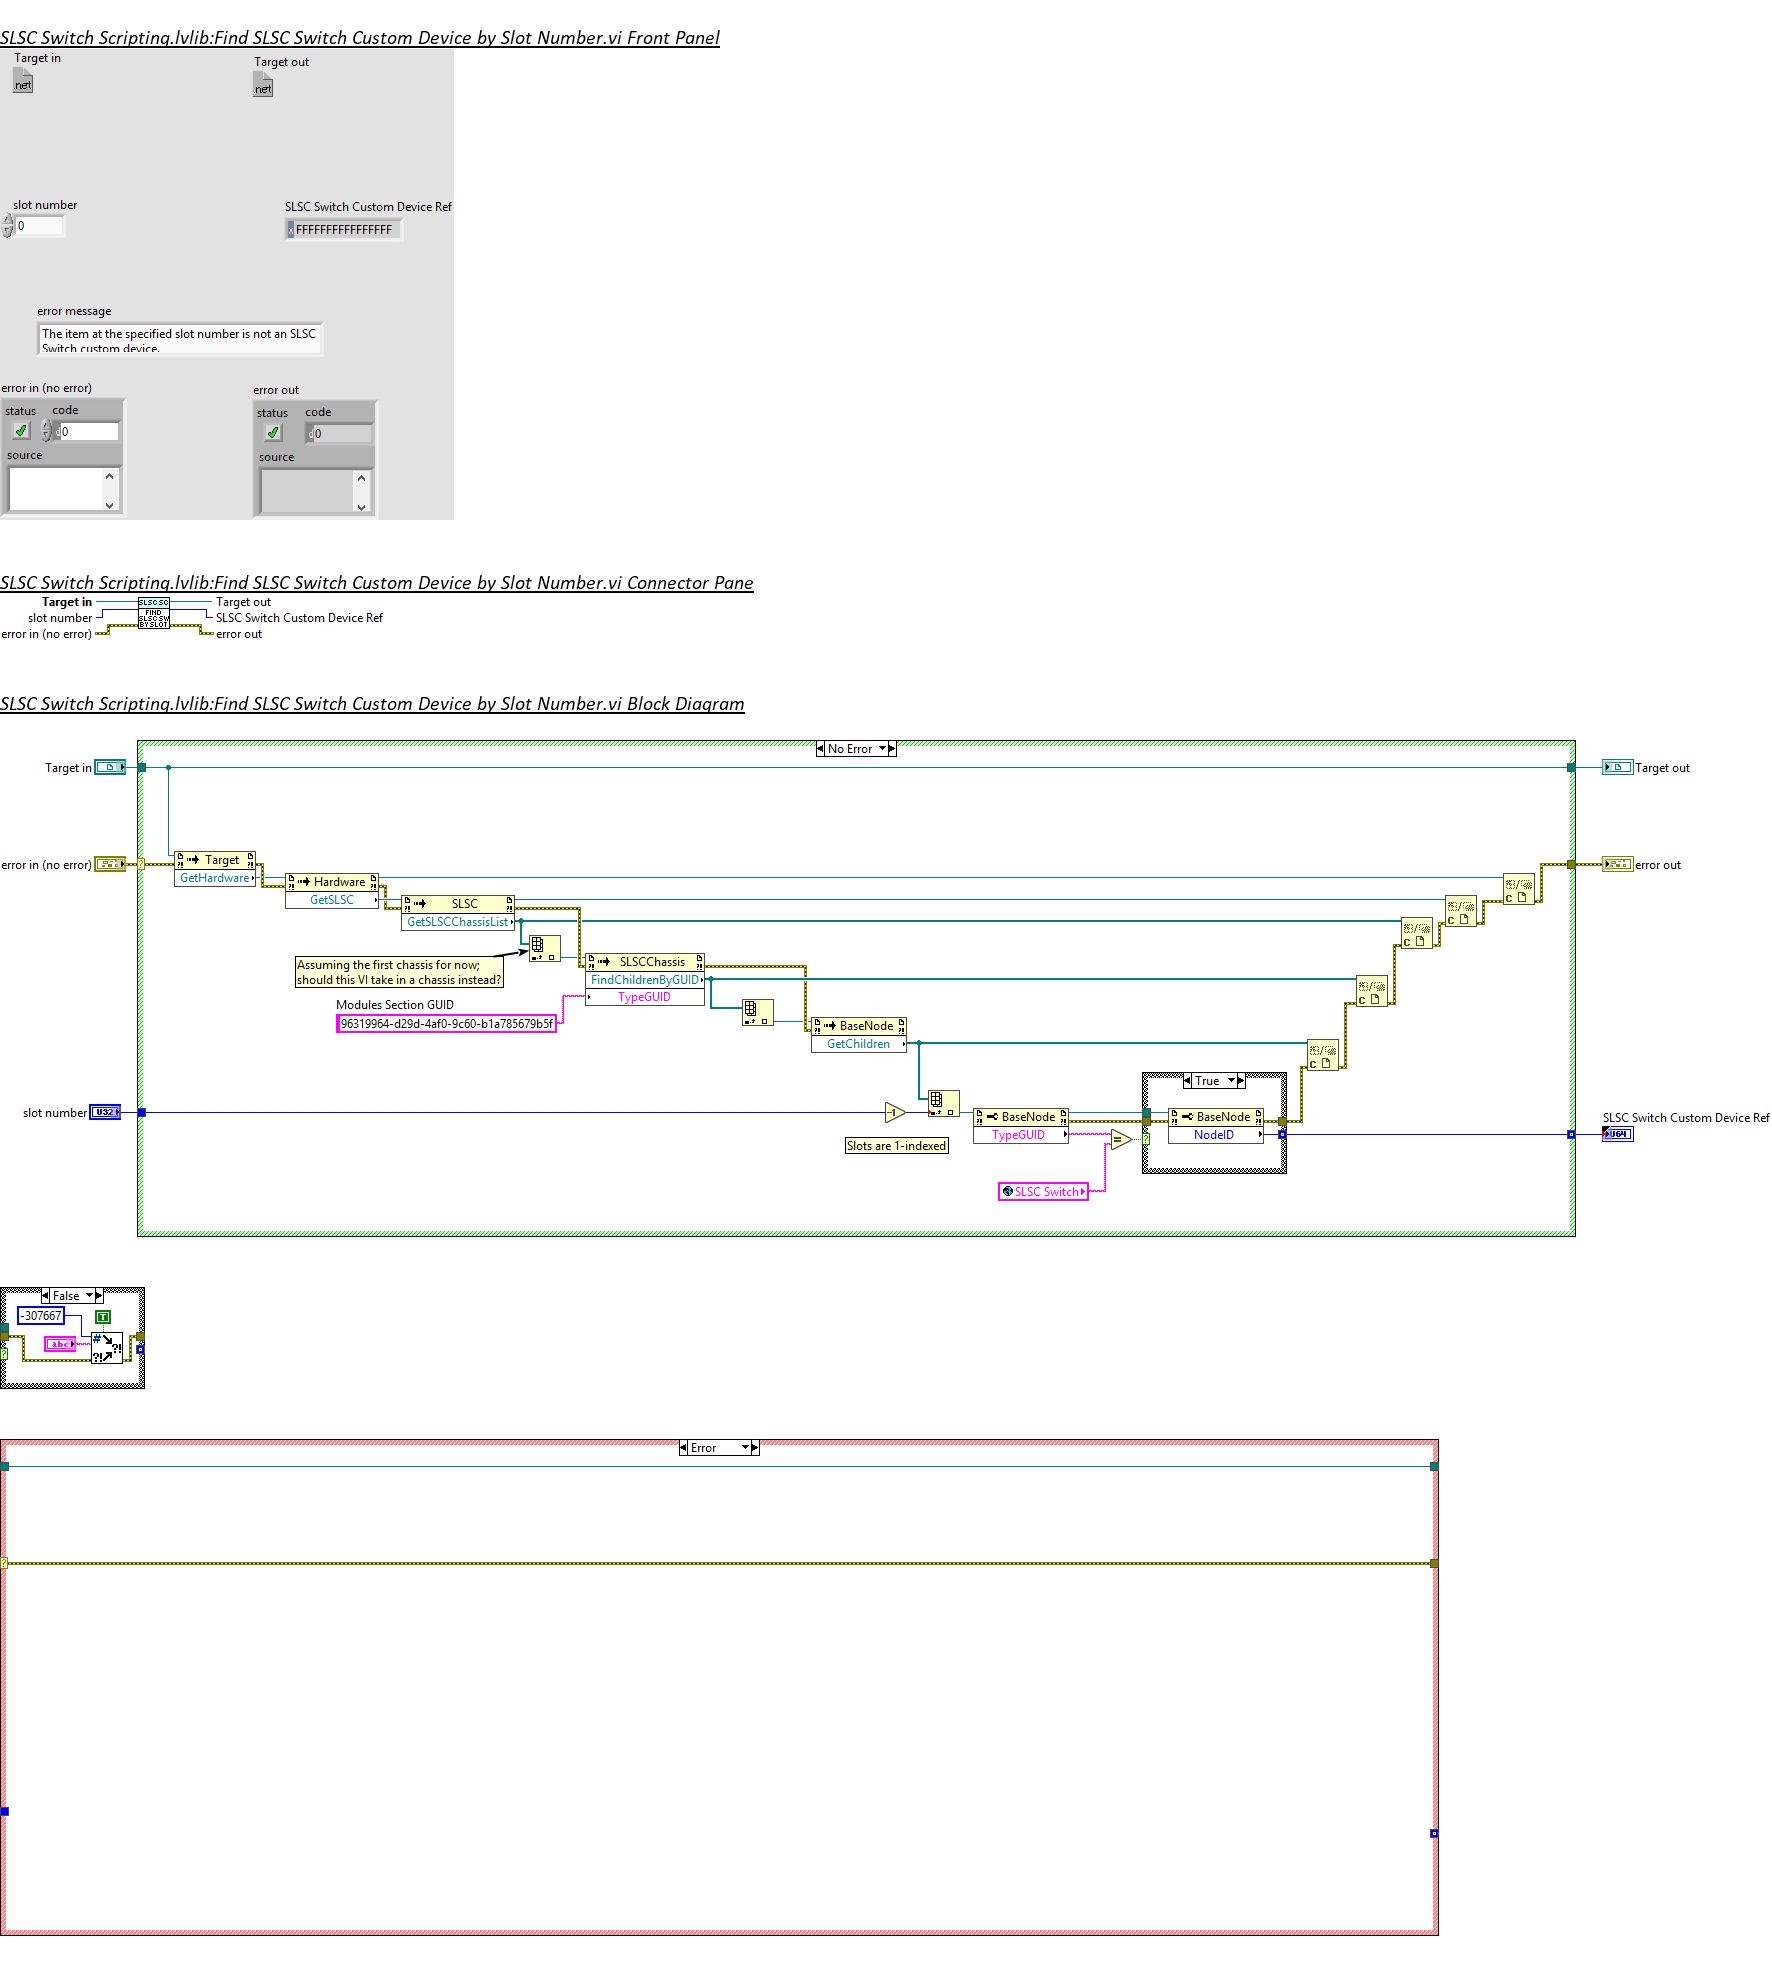 SLSC Switch Scripting.lvlib:Find SLSC Switch Custom Device by Slot Number.vi Front Panel
Target in
Target out
.net
.net
slot number
SLSC Switch Custom Device Ref
0
x FFFFFFFFFFFFFFFF
error message
The item at the specified slot number is not an SLSC
Switch custom device.
error in (no error)
error out
status code
status code
d 0
d 0
source
source
SLSC Switch Scripting.lvlib:Find SLSC Switch Custom Device by Slot Number.vi Connector Pane
Target in
SLSC SC
Target out
slot number
FIND
SLSC SW
BY SLOT
SLSC Switch Custom Device Ref
error in (no error)
error out
SLSC Switch Scripting.lvlib:Find SLSC Switch Custom Device by Slot Number.vi Block Diagram
No Error
Target in
Target out
error in (no error)
Target
error out
GetHardware
Hardware
GetSLSC
SLSC
GetSLSCChassisList
Assuming the first chassis for now;
should this VI take in a chassis instead?
SLSCChassis
FindChildrenByGUID
TypeGUID
Modules Section GUID
96319964-d29d-4af0-9c60-b1a785679b5f
BaseNode
GetChildren
True
slot number
U32
-1
BaseNode
TypeGUID
BaseNode
NodeID
SLSC Switch Custom Device Ref
U64
=
Slots are 1-indexed
SLSC Switch
False
-307667
T
abc
Error